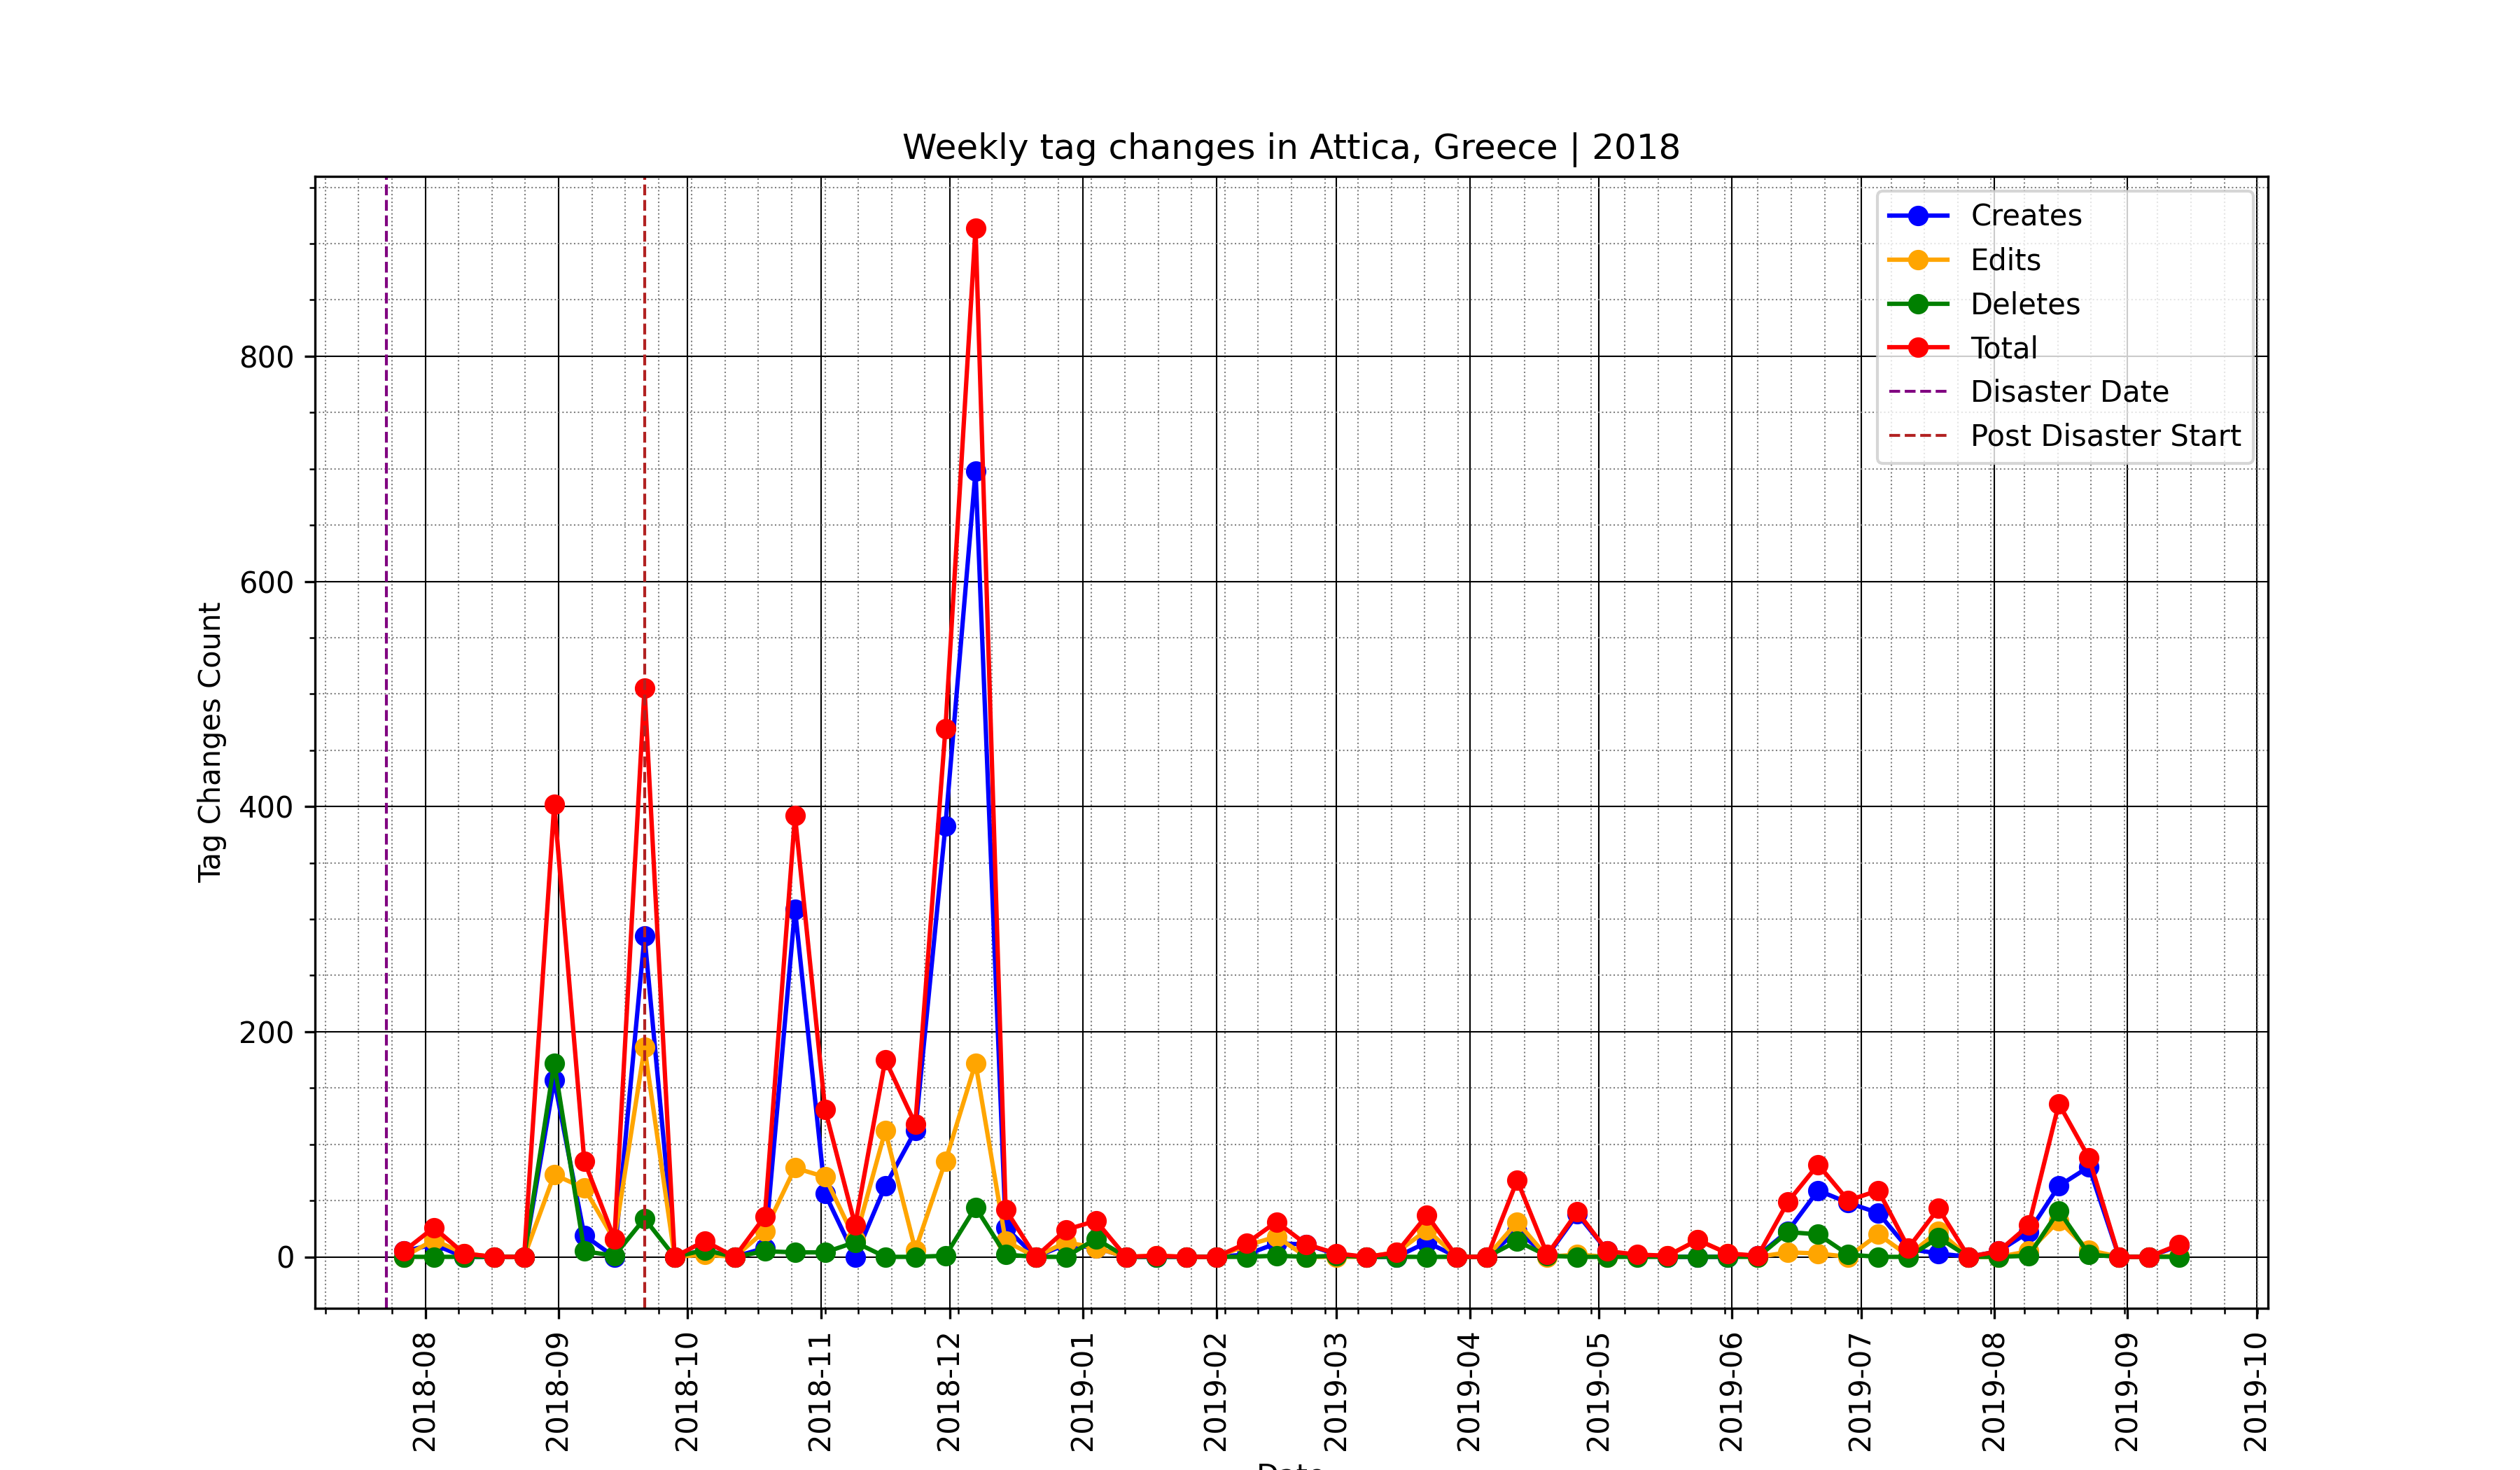 Weekly tag changes in Attica, Greece | 2018
Creates
Edits
Deletes
Total
Disaster Date
Post Disaster Start
Tag Changes Count
800
600
400
200
0
2018-08
2018-09
2018-10
2018-11
2018-12
2019-01
2019-02
2019-03
2019-04
2019-05
2019-06
2019-07
2019-08
2019-09
2019-10